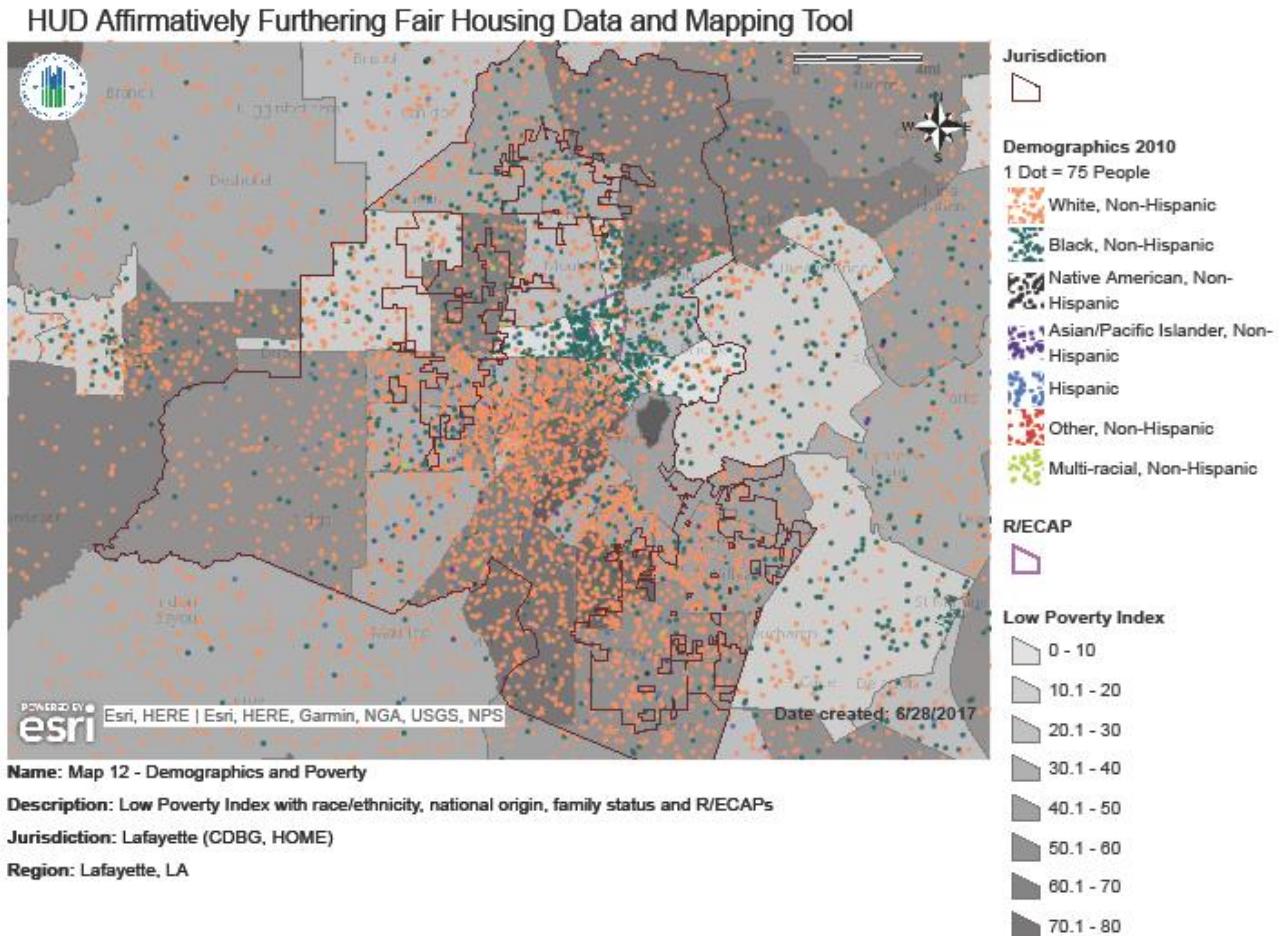 HUD Affirmatively Furthering Fair Housing Data and Mapping Tool
Jurisdiction
Demographics 2010
1 Dot = 75 People
White, Non-Hispanic
Black, Non-Hispanic
Native American, Non-
Hispanic
Asian/Pacific Islander, Non-
Hispanic
Hispanic
Other, Non-Hispanic
Multi-racial, Non-Hispanic
R/ECAP
Low Poverty Index
0 - 10
10.1 - 20
20.1 - 30
30.1 - 40
40.1 - 50
50.1 - 60
60.1 - 70
70.1 - 80
0 2 4mi
N
W E
S
POWERED BY
esri
Esri, HERE | Esri, HERE, Garmin, NGA, USGS, NPS
Date created: 6/28/2017
Name: Map 12 - Demographics and Poverty
Description: Low Poverty Index with race/ethnicity, national origin, family status and R/ECAPs
Jurisdiction: Lafayette (CDBG, HOME)
Region: Lafayette, LA